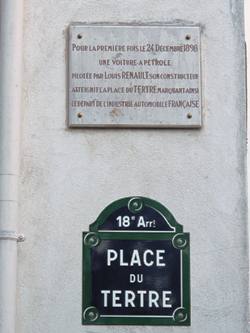 POUR LA PREMIÈRE FOIS LE 24 DÉCEMBRE 1898
UNE VOITURE A PÉTROLE
PILOTÉE PAR LOUIS RENAULT SON CONSTRUCTEUR
ATTEIGNIT LA PLACE DU TERTRE MARQUANT AINSI
LE DÉPART DE L'INDUSTRIE AUTOMOBILE FRANÇAISE
18E ARRT
PLACE
DU
TERTRE